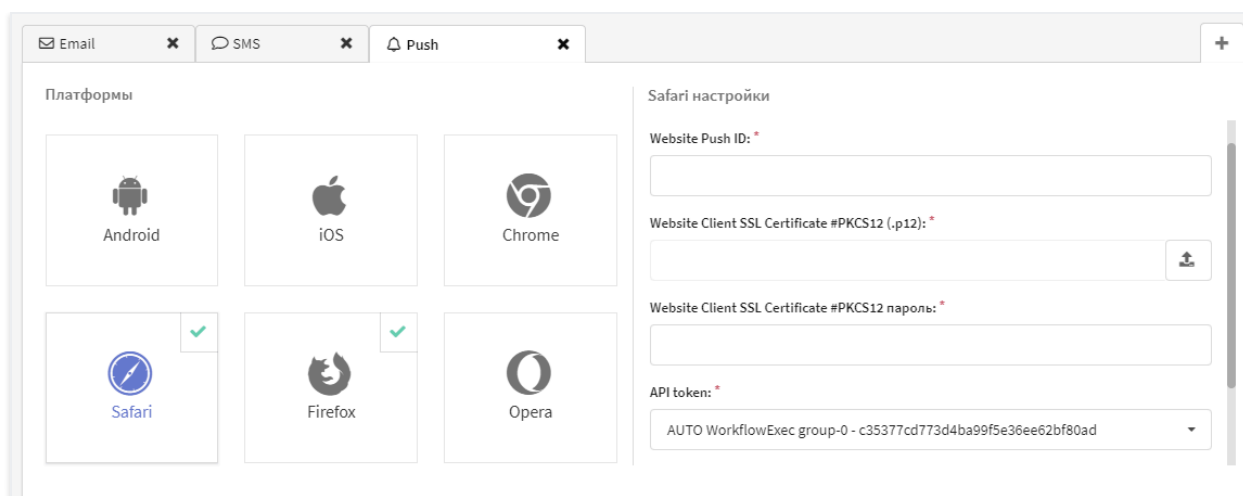 Email
SMS
Push
Платформы
Android
iOS
Chrome
Safari
Firefox
Opera
Safari настройки
Website Push ID: *
Website Client SSL Certificate #PKCS12 (.p12): *
Website Client SSL Certificate #PKCS12 пароль: *
API token: *
AUTO WorkflowExec group-0 - c35377cd773d4ba99f5e36ee62bf80ad